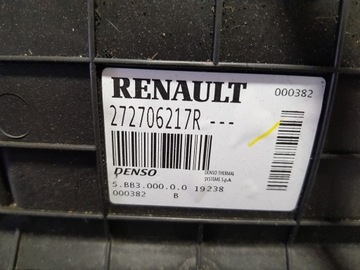 RENAULT 000382
272706217R ---
DENSO DENSO THERMAL
SYSTEMS S.p.A.
5.BB3.000.0.0 19238
000382 B